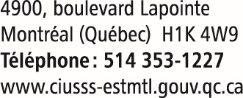 4900, boulevard Lapointe
Montréal (Québec)  H1K 4W9
Téléphone : 514 353-1227
www.ciusss-estmtl.gouv.qc.ca